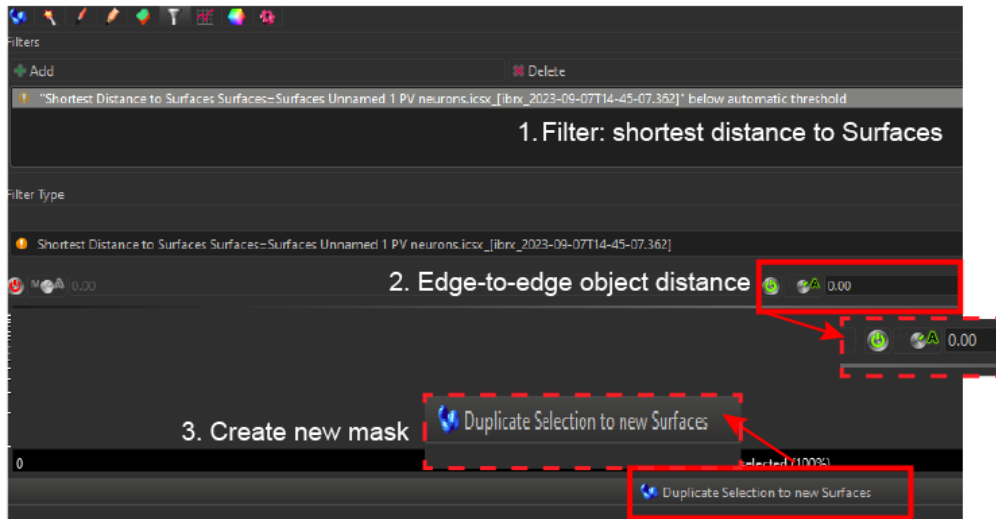 Filters
Add
Delete
"Shortest Distance to Surfaces Surfaces=Surfaces Unnamed 1 PV neurons.icsx_[ibrx_2023-09-07T14-45-07.362]" below automatic threshold
1. Filter: shortest distance to Surfaces
Filter Type
Shortest Distance to Surfaces Surfaces=Surfaces Unnamed 1 PV neurons.icsx_[ibrx_2023-09-07T14-45-07.362]
M A 0.00
2. Edge-to-edge object distance
A 0.00
A 0.00
Duplicate Selection to new Surfaces
3. Create new mask
0
selected (100%)
Duplicate Selection to new Surfaces